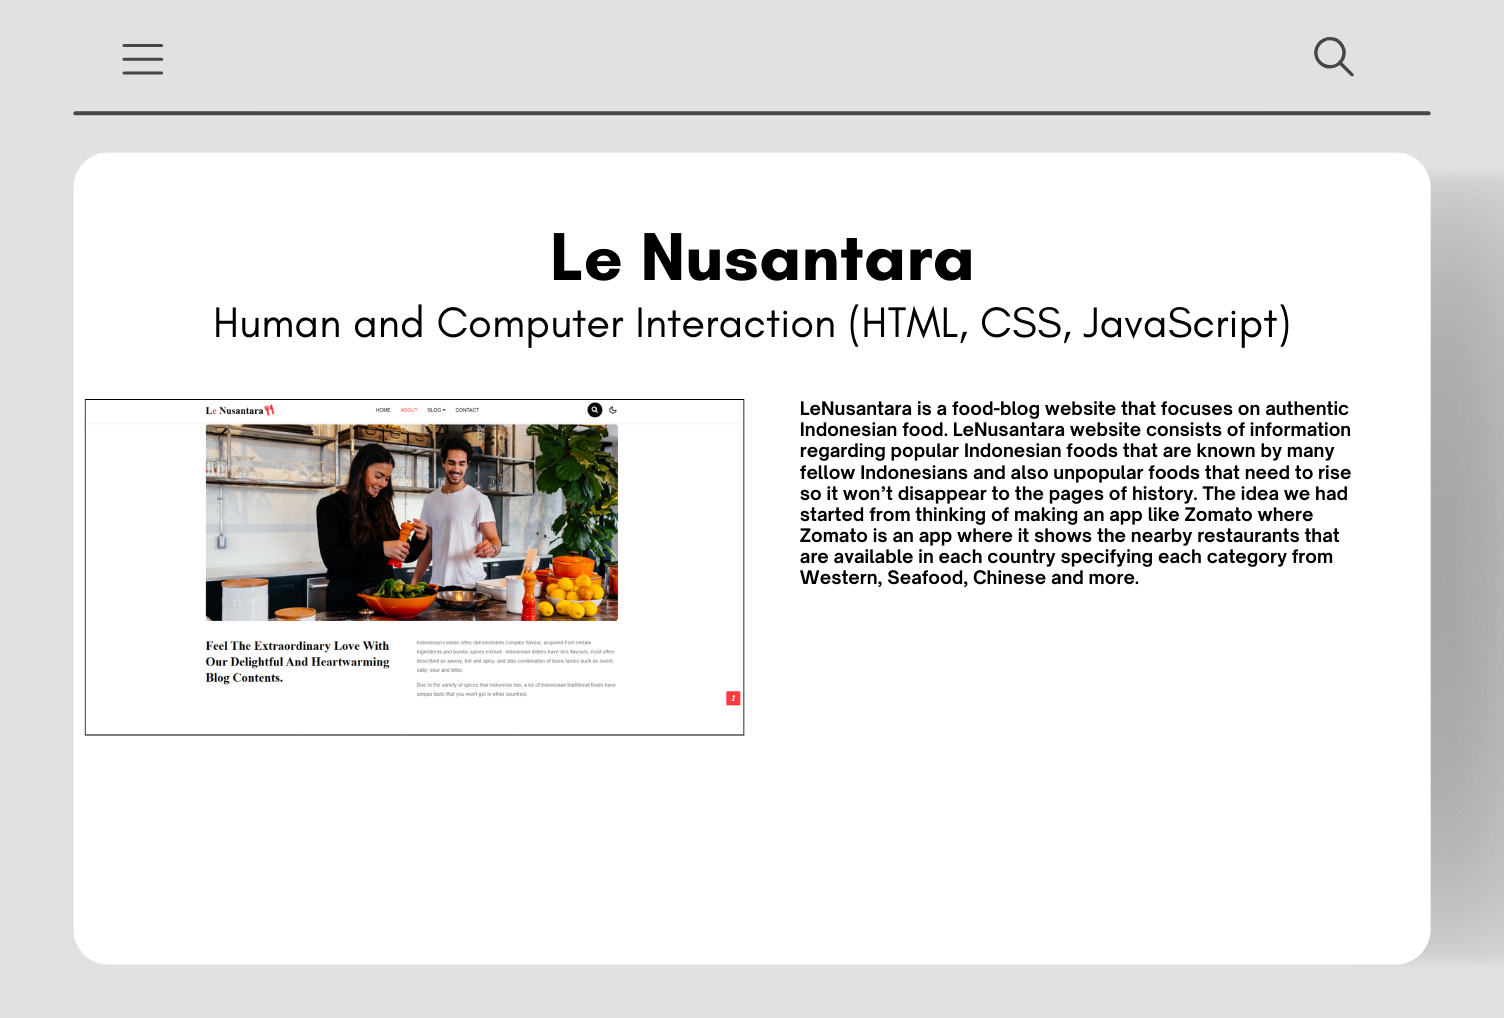 Le Nusantara
Human and Computer Interaction (HTML, CSS, JavaScript)
Le Nusantara
HOME ABOUT BLOG CONTACT
Feel The Extraordinary Love With
Our Delightful And Heartwarming
Blog Contents.
Indonesian cuisine often demonstrates complex flavour, acquired from certain
ingredients and bumbu spices mixture. Indonesian dishes have rich flavours; most often
described as savory, hot and spicy, and also combination of basic tastes such as sweet,
salty, sour and bitter.
Due to the variety of spices that Indonesia has, a lot of Indonesian traditional foods have
unique taste that you won't get in other countries.
LeNusantara is a food-blog website that focuses on authentic
Indonesian food. LeNusantara website consists of information
regarding popular Indonesian foods that are known by many
fellow Indonesians and also unpopular foods that need to rise
so it won’t disappear to the pages of history. The idea we had
started from thinking of making an app like Zomato where
Zomato is an app where it shows the nearby restaurants that
are available in each country specifying each category from
Western, Seafood, Chinese and more.